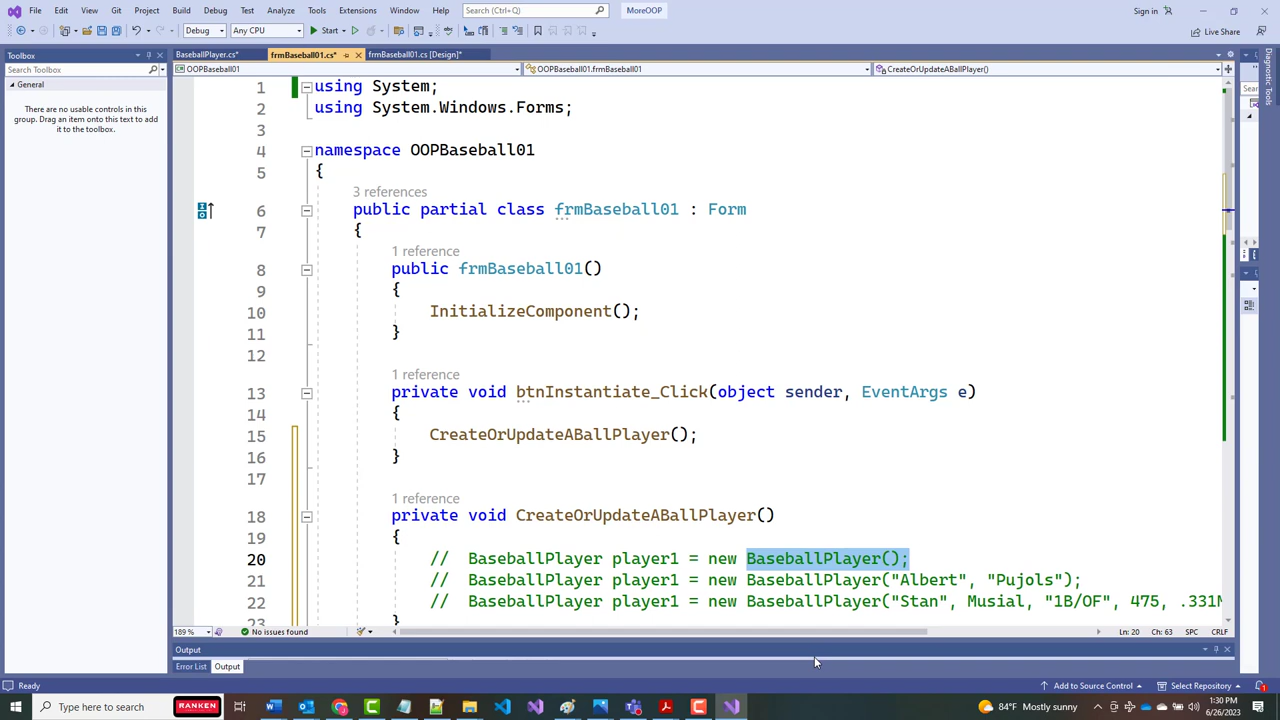 File Edit View Git Project Build Debug Test Analyze Tools Extensions Window Help Search (Ctrl+Q) MoreOOP Sign in
Debug Any CPU Start Live Share
Toolbox BaseballPlayer.cs* frmBaseball01.cs* frmBaseball01.cs [Design]*
Search Toolbox OOPBaseball01 OOPBaseball01.frmBaseball01 CreateOrUpdateABallPlayer()
Diagnostic Tools
General
There are no usable controls in this
group. Drag an item onto this text to add
it to the toolbox.
1 using System;
2 using System.Windows.Forms;
3
4 namespace OOPBaseball01
5 {
3 references
6 public partial class frmBaseball01 : Form
7 {
1 reference
8 public frmBaseball01()
9 {
10 InitializeComponent();
11 }
12
1 reference
13 private void btnInstantiate_Click(object sender, EventArgs e)
14 {
15 CreateOrUpdateABallPlayer();
16 }
17
1 reference
18 private void CreateOrUpdateABallPlayer()
19 {
20 // BaseballPlayer player1 = new BaseballPlayer();
21 // BaseballPlayer player1 = new BaseballPlayer("Albert", "Pujols");
22 // BaseballPlayer player1 = new BaseballPlayer("Stan", Musial, "1B/OF", 475, .331M
23 }
189 % No issues found Ln: 20 Ch: 63 SPC CRLF
Output
Error List Output
Ready Add to Source Control Select Repository 1
Type here to search RANKEN 84°F Mostly sunny 1:30 PM
6/26/2023